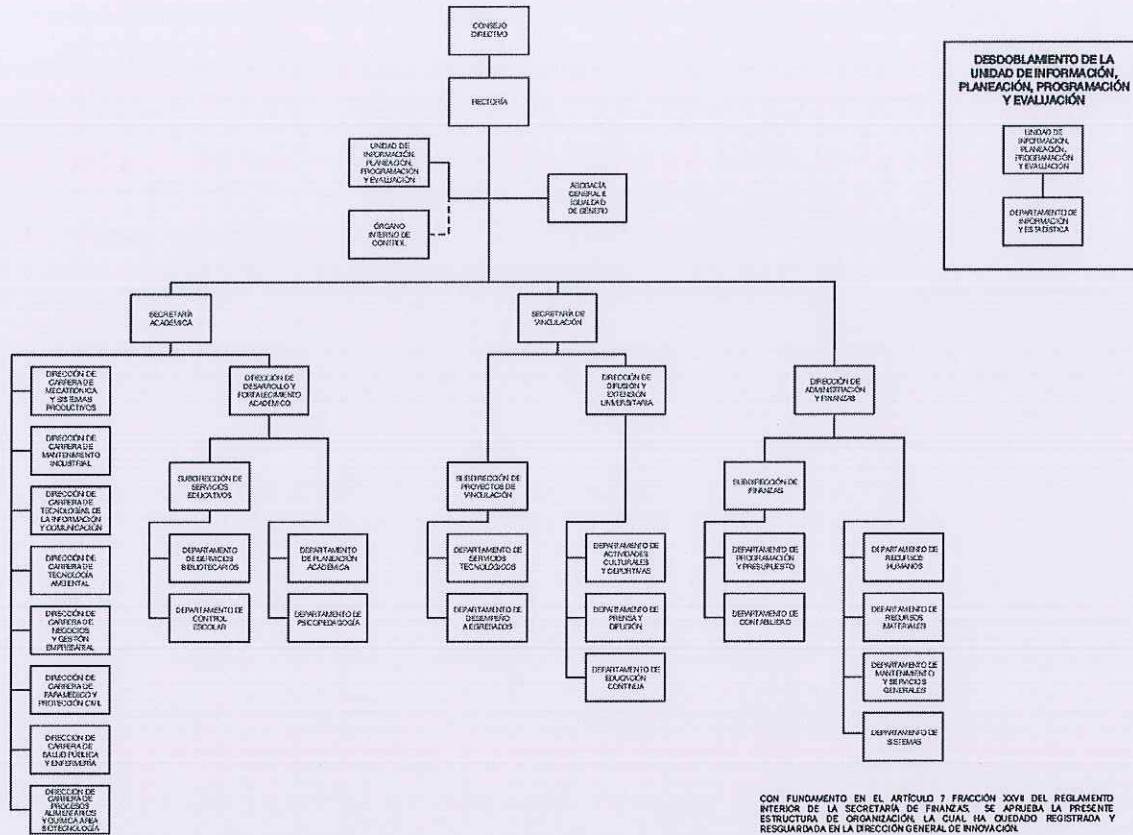 CONSEJO
DIRECTIVO
RECTORÍA
UNIDAD DE
INFORMACIÓN,
PLANEACIÓN,
PROGRAMACIÓN
Y EVALUACIÓN
ABOGACÍA
GENERAL E
IGUALDAD
DE GÉNERO
ÓRGANO
INTERNO DE
CONTROL
DESDOBLAMIENTO DE LA
UNIDAD DE INFORMACIÓN,
PLANEACIÓN, PROGRAMACIÓN
Y EVALUACIÓN
UNIDAD DE
INFORMACIÓN,
PLANEACIÓN,
PROGRAMACIÓN
Y EVALUACIÓN
DEPARTAMENTO DE
INFORMACIÓN
Y ESTADÍSTICA
SECRETARÍA
ACADÉMICA
SECRETARÍA DE
VINCULACIÓN
DIRECCIÓN DE
CARRERA DE
MECATRÓNICA
Y SISTEMAS
PRODUCTIVOS
DIRECCIÓN DE
DESARROLLO Y
FORTALECIMIENTO
ACADÉMICO
DIRECCIÓN DE
DIFUSIÓN Y
EXTENSIÓN
UNIVERSITARIA
DIRECCIÓN DE
ADMINISTRACIÓN
Y FINANZAS
DIRECCIÓN DE
CARRERA DE
MANTENIMIENTO
INDUSTRIAL
SUBDIRECCIÓN DE
SERVICIOS
EDUCATIVOS
SUBDIRECCIÓN DE
PROYECTOS DE
VINCULACIÓN
SUBDIRECCIÓN
DE FINANZAS
DIRECCIÓN DE
CARRERA DE
TECNOLOGÍAS, DE
LA INFORMACIÓN
Y COMUNICACIÓN
DEPARTAMENTO
DE SERVICIOS
BIBLIOTECARIOS
DEPARTAMENTO
DE PLANEACIÓN
ACADÉMICA
DEPARTAMENTO
DE SERVICIOS
TECNOLÓGICOS
DEPARTAMENTO DE
ACTIVIDADES
CULTURALES
Y DEPORTIVAS
DEPARTAMENTO DE
PROGRAMACIÓN
Y PRESUPUESTO
DEPARTAMENTO DE
RECURSOS
HUMANOS
DIRECCIÓN DE
CARRERA DE
TECNOLOGÍA
AMBIENTAL
DEPARTAMENTO DE
CONTROL
ESCOLAR
DEPARTAMENTO DE
PSICOPEDAGOGÍA
DEPARTAMENTO DE
DESEMPEÑO
A EGRESADOS
DEPARTAMENTO DE
PRENSA Y
DIFUSIÓN
DEPARTAMENTO DE
CONTABILIDAD
DEPARTAMENTO DE
RECURSOS
MATERIALES
DIRECCIÓN DE
CARRERA DE
NEGOCIOS
Y GESTIÓN
EMPRESARIAL
DEPARTAMENTO DE
EDUCACIÓN
CONTINUA
DEPARTAMENTO DE
MANTENIMIENTO
Y SERVICIOS
GENERALES
DIRECCIÓN DE
CARRERA DE
PARAMÉDICO Y
PROTECCIÓN CIVIL
DEPARTAMENTO
DE SISTEMAS
DIRECCIÓN DE
CARRERA DE
SALUD PÚBLICA
Y ENFERMERÍA
DIRECCIÓN DE
CARRERA DE
PROCESOS
ALIMENTARIOS
Y QUÍMICA ÁREA
BIOTECNOLOGÍA
CON FUNDAMENTO EN EL ARTÍCULO 7 FRACCIÓN XXVII DEL REGLAMENTO
INTERIOR DE LA SECRETARÍA DE FINANZAS, SE APRUEBA LA PRESENTE
ESTRUCTURA DE ORGANIZACIÓN, LA CUAL HA QUEDADO REGISTRADA Y
RESGUARDADA EN LA DIRECCIÓN GENERAL DE INNOVACIÓN.